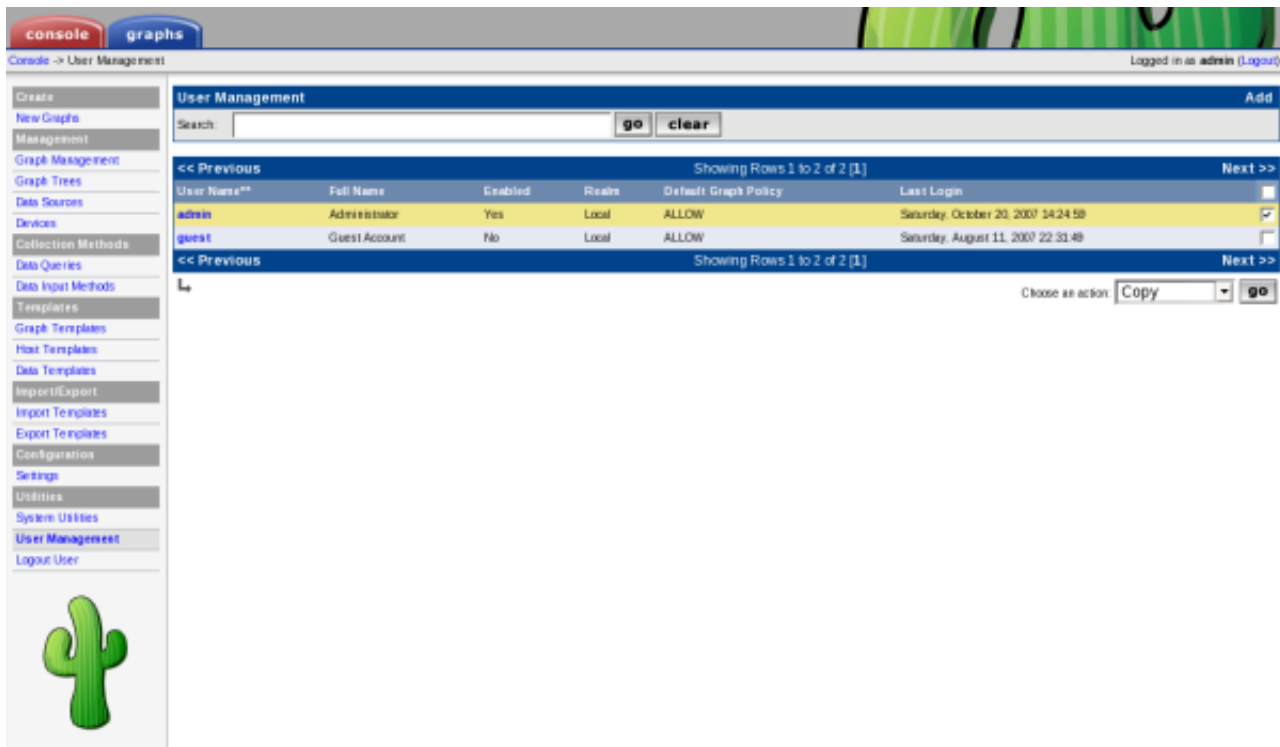 console graphs
Console -> User Management
Logged in as admin (Logout)
Create
New Graphs
Management
Graph Management
Graph Trees
Data Sources
Devices
Collection Methods
Data Queries
Data Input Methods
Templates
Graph Templates
Host Templates
Data Templates
Import/Export
Import Templates
Export Templates
Configuration
Settings
Utilities
System Utilities
User Management
Logout User
User Management Add
Search: go clear
<< Previous Showing Rows 1 to 2 of 2 [1] Next >>
User Name** Full Name Enabled Realm Default Graph Policy Last Login
admin Administrator Yes Local ALLOW Saturday, October 20, 2007 14:24:59
guest Guest Account No Local ALLOW Saturday, August 11, 2007 22:31:49
<< Previous Showing Rows 1 to 2 of 2 [1] Next >>
Choose an action: Copy go